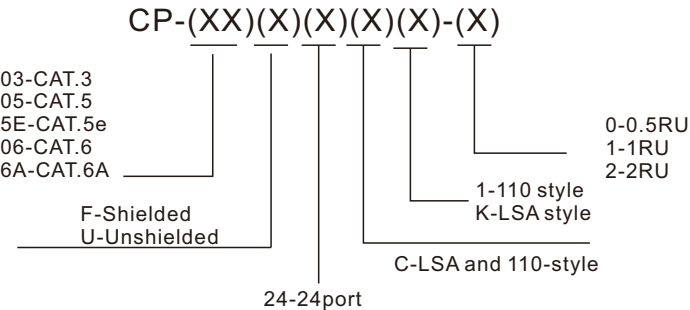 CP-(XX)(X)(X)(X)(X)-(X)
03-CAT.3
05-CAT.5
5E-CAT.5e
06-CAT.6
6A-CAT.6A
0-0.5RU
1-1RU
2-2RU
1-110 style
K-LSA style
F-Shielded
U-Unshielded
C-LSA and 110-style
24-24port